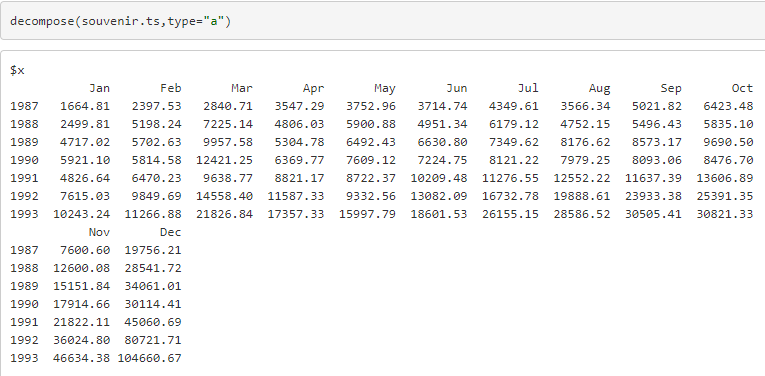 decompose(souvenir.ts,type="a")
$x
Jan Feb Mar Apr May Jun Jul Aug Sep Oct
1987 1664.81 2397.53 2840.71 3547.29 3752.96 3714.74 4349.61 3566.34 5021.82 6423.48
1988 2499.81 5198.24 7225.14 4806.03 5900.88 4951.34 6179.12 4752.15 5496.43 5835.10
1989 4717.02 5702.63 9957.58 5304.78 6492.43 6630.80 7349.62 8176.62 8573.17 9690.50
1990 5921.10 5814.58 12421.25 6369.77 7609.12 7224.75 8121.22 7979.25 8093.06 8476.70
1991 4826.64 6470.23 9638.77 8821.17 8722.37 10209.48 11276.55 12552.22 11637.39 13606.89
1992 7615.03 9849.69 14558.40 11587.33 9332.56 13082.09 16732.78 19888.61 23933.38 25391.35
1993 10243.24 11266.88 21826.84 17357.33 15997.79 18601.53 26155.15 28586.52 30505.41 30821.33
Nov Dec
1987 7600.60 19756.21
1988 12600.08 28541.72
1989 15151.84 34061.01
1990 17914.66 30114.41
1991 21822.11 45060.69
1992 36024.80 80721.71
1993 46634.38 104660.67